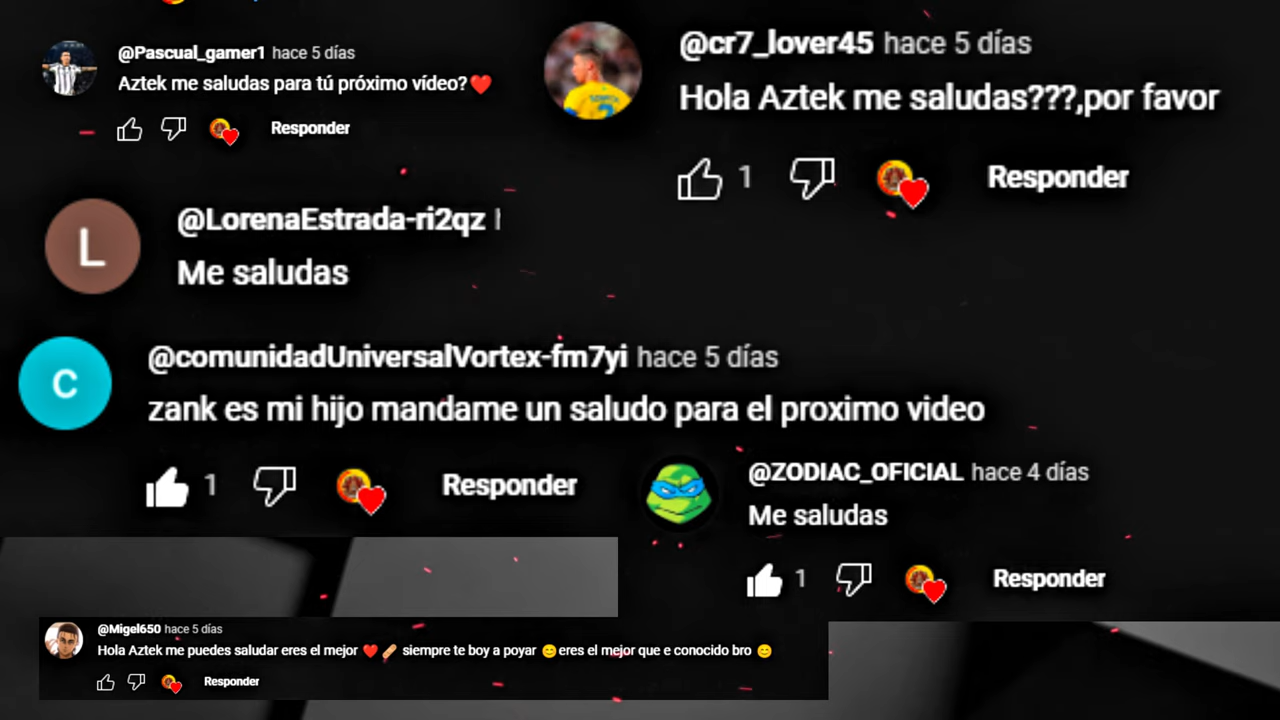 @Pascual_gamer1 hace 5 días
Aztek me saludas para tú próximo vídeo?❤️
Responder
@cr7_lover45 hace 5 días
Hola Aztek me saludas???,por favor
1 Responder
L
@LorenaEstrada-ri2qz
Me saludas
C
@comunidadUniversalVortex-fm7yi hace 5 días
zank es mi hijo mandame un saludo para el proximo video
1 Responder
@ZODIAC_OFICIAL hace 4 días
Me saludas
1 Responder
@Migel650 hace 5 días
Hola Aztek me puedes saludar eres el mejor ❤️🩹 siempre te boy a poyar 😊eres el mejor que e conocido bro 😊
Responder